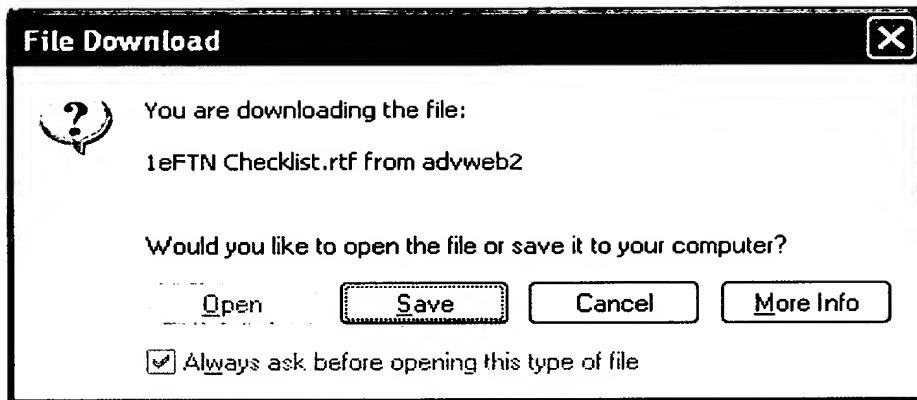 File Download
You are downloading the file:
1eFTN Checklist.rtf from advweb2
Would you like to open the file or save it to your computer?
Open Save Cancel More Info
Always ask before opening this type of file